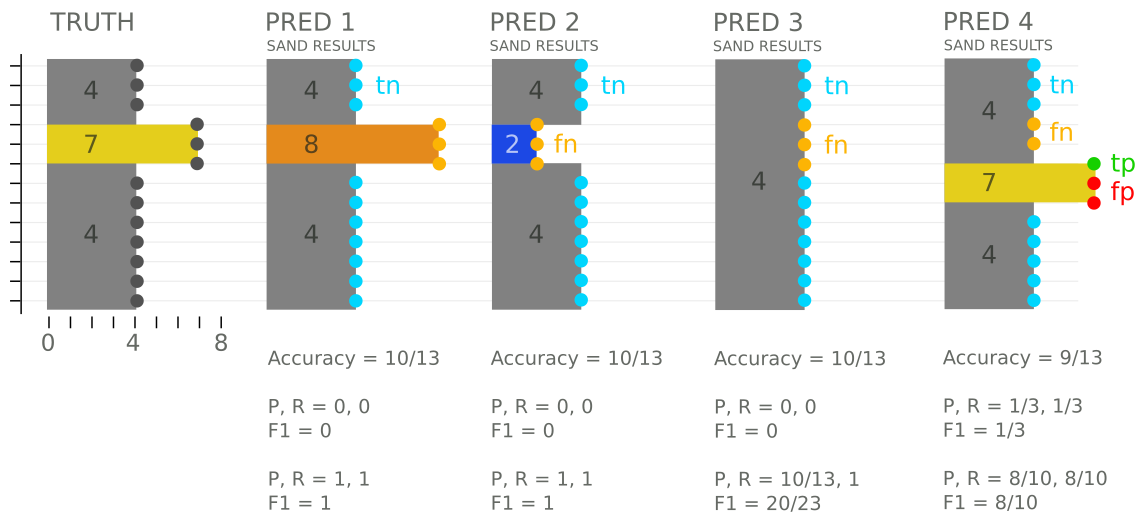 TRUTH
4
7
4
0 4 8
PRED 1
SAND RESULTS
4
tn
8
4
Accuracy = 10/13
P, R = 0, 0
F1 = 0
P, R = 1, 1
F1 = 1
PRED 2
SAND RESULTS
4
tn
2
fn
4
Accuracy = 10/13
P, R = 0, 0
F1 = 0
P, R = 1, 1
F1 = 1
PRED 3
SAND RESULTS
tn
fn
4
Accuracy = 10/13
P, R = 0, 0
F1 = 0
P, R = 10/13, 1
F1 = 20/23
PRED 4
SAND RESULTS
tn
4
fn
tp
7
fp
4
Accuracy = 9/13
P, R = 1/3, 1/3
F1 = 1/3
P, R = 8/10, 8/10
F1 = 8/10